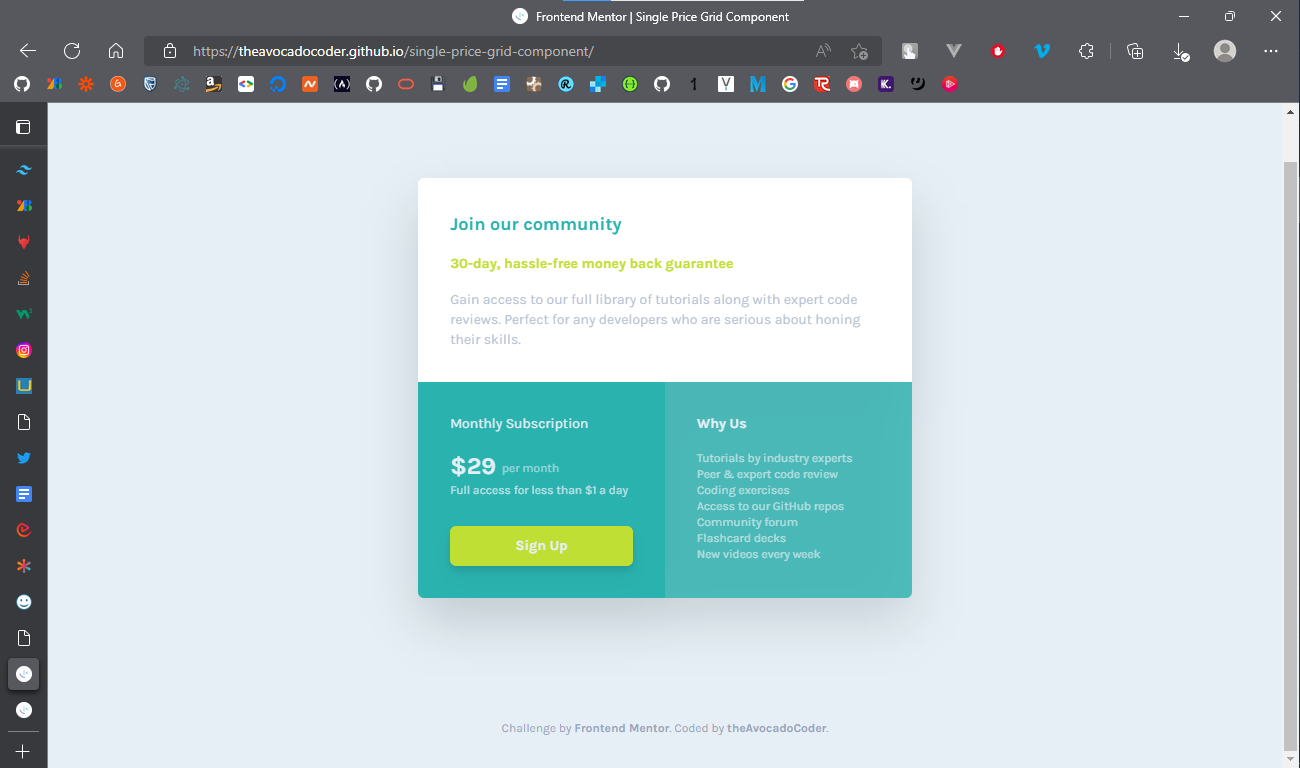 Frontend Mentor | Single Price Grid Component
https://theavocadocoder.github.io/single-price-grid-component/
Join our community
30-day, hassle-free money back guarantee
Gain access to our full library of tutorials along with expert code
reviews. Perfect for any developers who are serious about honing
their skills.
Monthly Subscription
$29 per month
Full access for less than $1 a day
Sign Up
Why Us
Tutorials by industry experts
Peer & expert code review
Coding exercises
Access to our GitHub repos
Community forum
Flashcard decks
New videos every week
Challenge by Frontend Mentor. Coded by theAvocadoCoder.